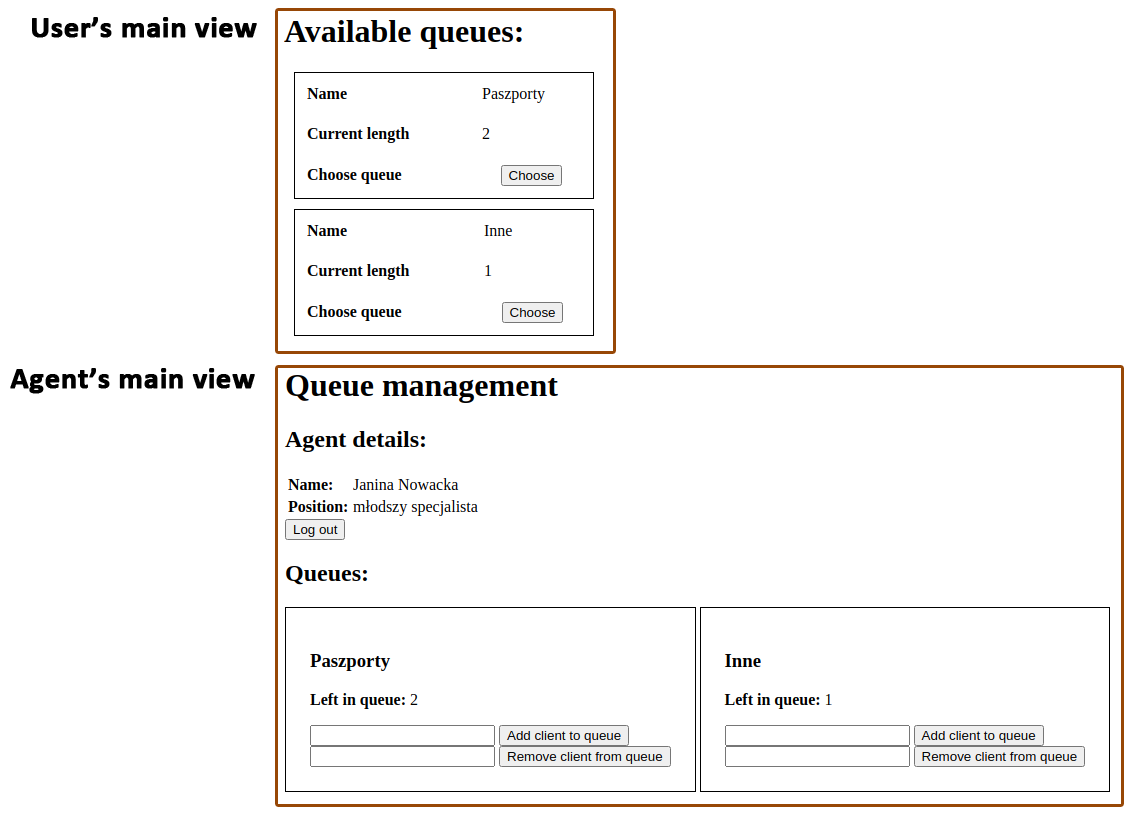 User's main view
Available queues:
Name Paszporty
Current length 2
Choose queue Choose
Name Inne
Current length 1
Choose queue Choose
Agent's main view
Queue management
Agent details:
Name: Janina Nowacka
Position: młodszy specjalista
Log out
Queues:
Paszporty
Left in queue: 2
Add client to queue
Remove client from queue
Inne
Left in queue: 1
Add client to queue
Remove client from queue